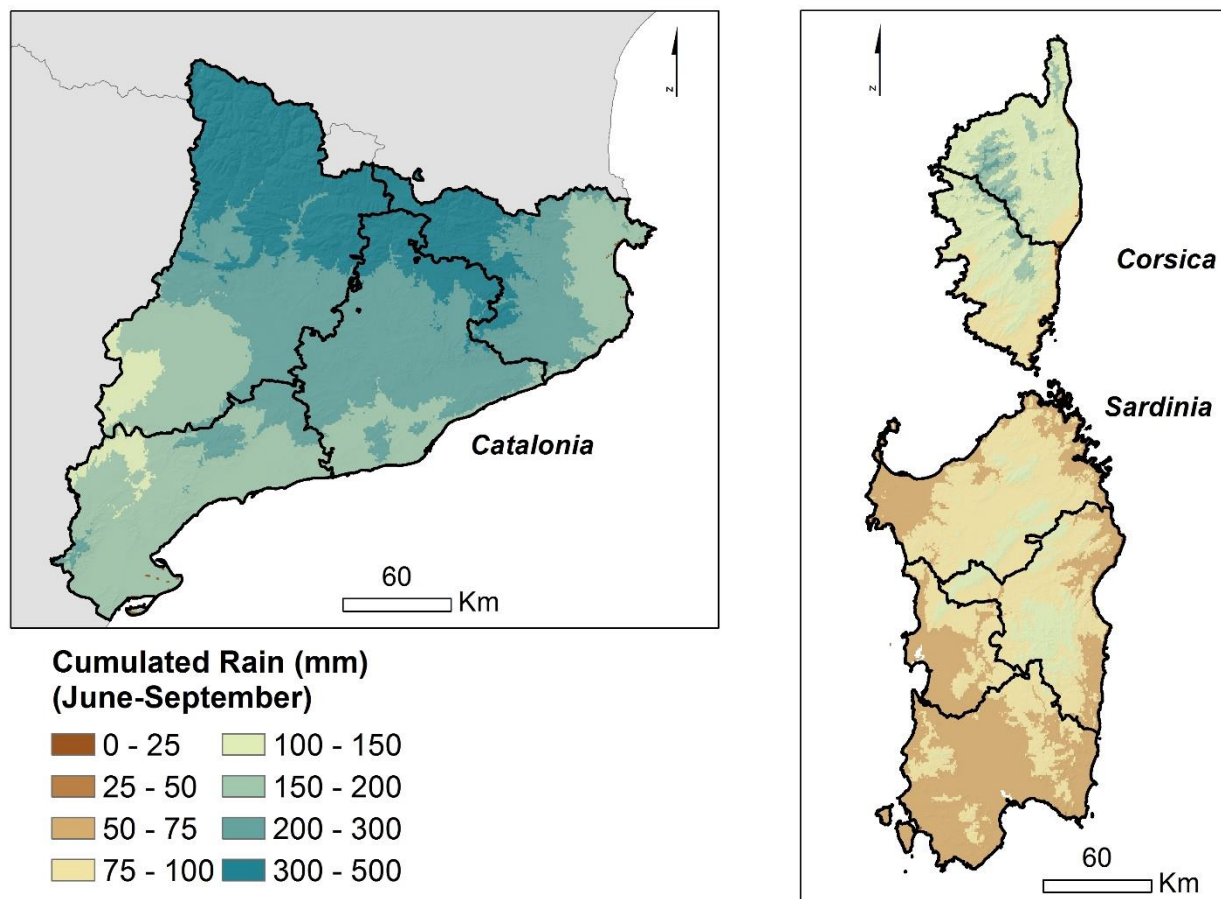 N
Catalonia
60
Km
Cumulated Rain (mm)
(June-September)
0 - 25
25 - 50
50 - 75
75 - 100
100 - 150
150 - 200
200 - 300
300 - 500
N
Corsica
Sardinia
60
Km